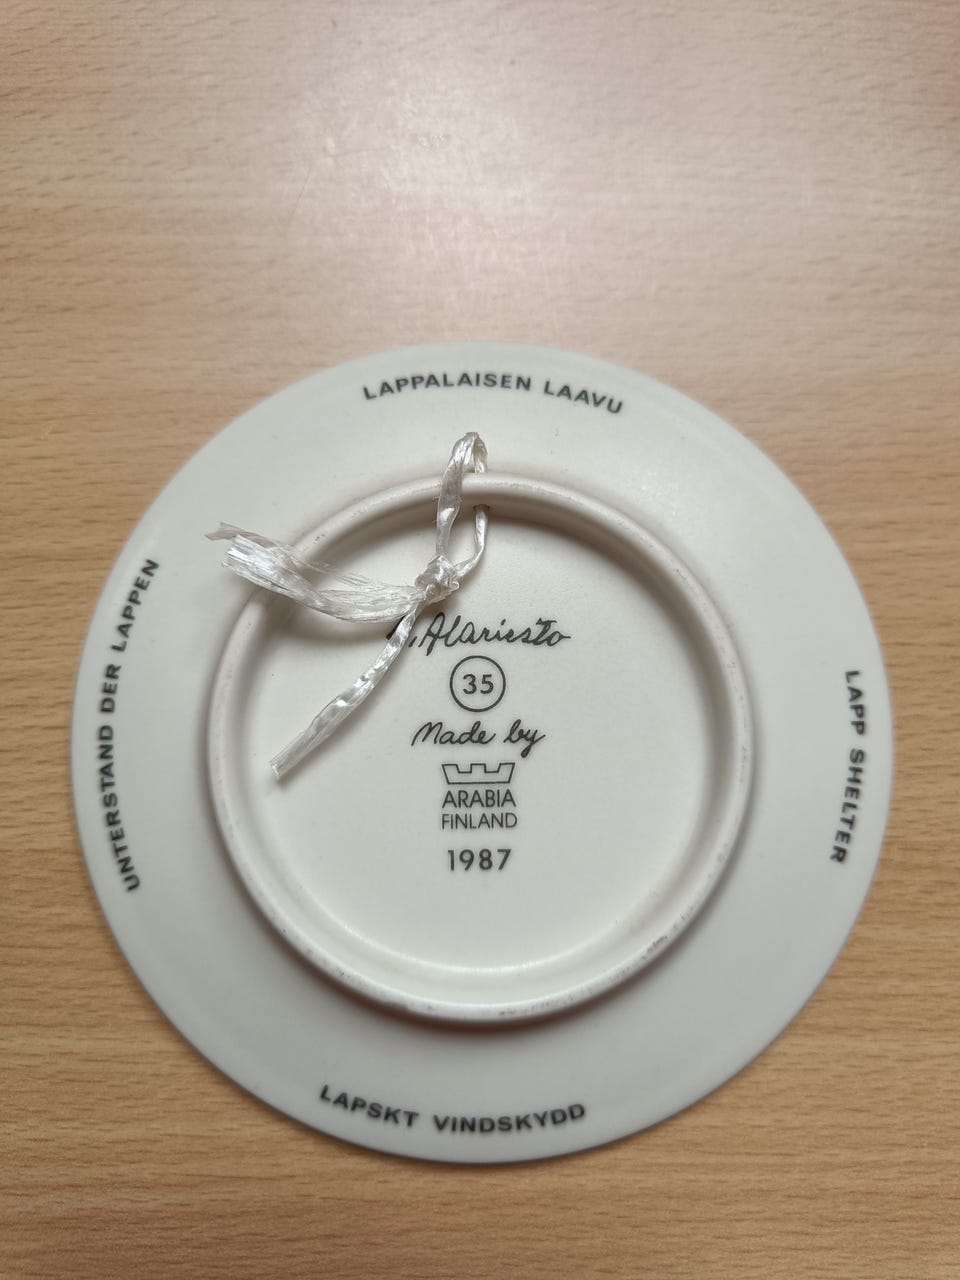 LAPPALAISEN LAAVU
Alariesto
35
Made by
ARABIA
FINLAND
1987
LAPP SHELTER
LAPSKT VINDSKYDD
UNTERSTAND DER LAPPEN